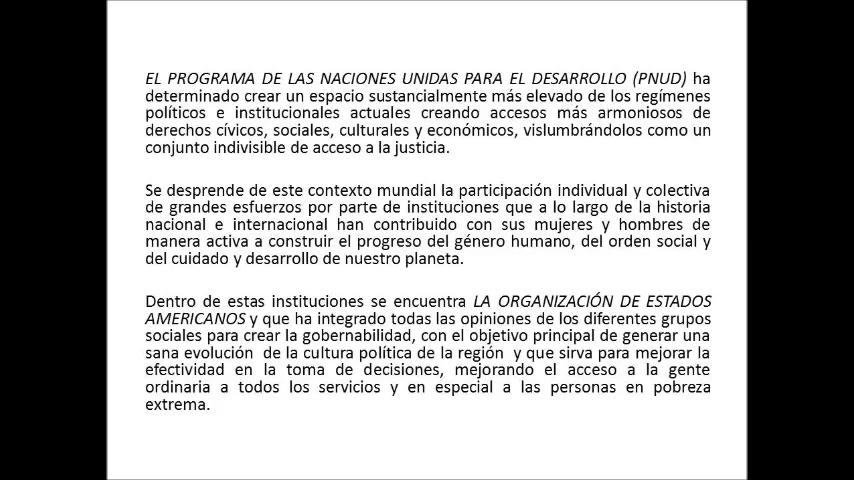 EL PROGRAMA DE LAS NACIONES UNIDAS PARA EL DESARROLLO (PNUD) ha
determinado crear un espacio sustancialmente más elevado de los regímenes
políticos e institucionales actuales creando accesos más armoniosos de
derechos cívicos, sociales, culturales y económicos, vislumbrándolos como un
conjunto indivisible de acceso a la justicia.
Se desprende de este contexto mundial la participación individual y colectiva
de grandes esfuerzos por parte de instituciones que a lo largo de la historia
nacional e internacional han contribuido con sus mujeres y hombres de
manera activa a construir el progreso del género humano, del orden social y
del cuidado y desarrollo de nuestro planeta.
Dentro de estas instituciones se encuentra LA ORGANIZACIÓN DE ESTADOS
AMERICANOS y que ha integrado todas las opiniones de los diferentes grupos
sociales para crear la gobernabilidad, con el objetivo principal de generar una
sana evolución de la cultura política de la región y que sirva para mejorar la
efectividad en la toma de decisiones, mejorando el acceso a la gente
ordinaria a todos los servicios y en especial a las personas en pobreza
extrema.